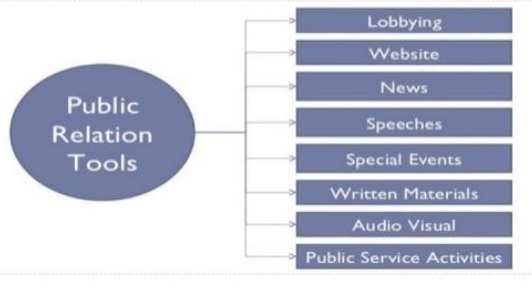 Public
Relation
Tools
Lobbying
Website
News
Speeches
Special Events
Written Materials
Audio Visual
Public Service Activities